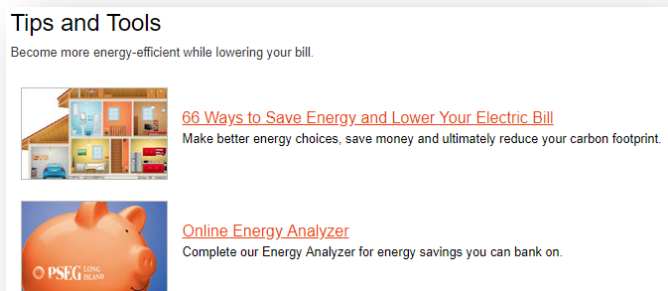 Tips and Tools
Become more energy-efficient while lowering your bill.
66 Ways to Save Energy and Lower Your Electric Bill
Make better energy choices, save money and ultimately reduce your carbon footprint.
Online Energy Analyzer
Complete our Energy Analyzer for energy savings you can bank on.
PSEG LONG
ISLAND